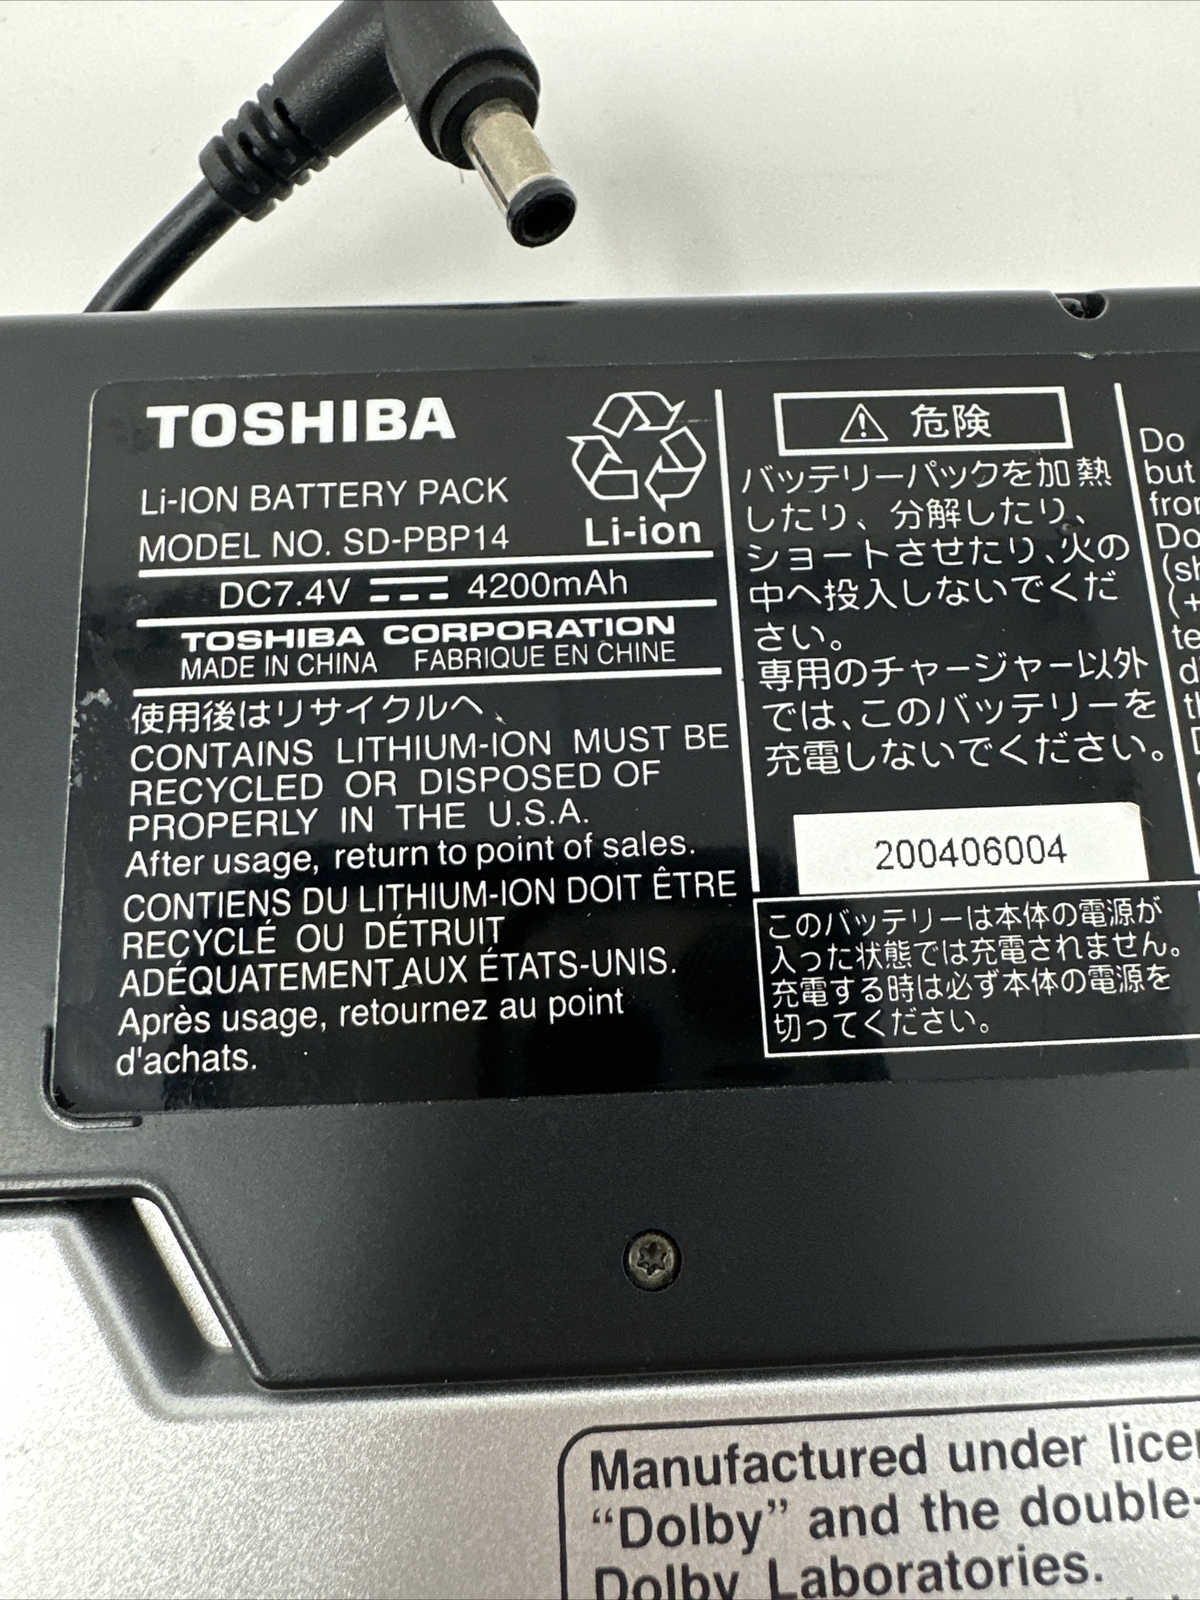 TOSHIBA
Li-ION BATTERY PACK
MODEL NO. SD-PBP14
Li-ion
DC7.4V 4200mAh
TOSHIBA CORPORATION
MADE IN CHINA FABRIQUE EN CHINE
使用後はリサイクルへ
CONTAINS LITHIUM-ION MUST BE
RECYCLED OR DISPOSED OF
PROPERLY IN THE U.S.A.
After usage, return to point of sales.
CONTIENS DU LITHIUM-ION DOIT ÊTRE
RECYCLÉ OU DÉTRUIT
ADÉQUATEMENT AUX ÉTATS-UNIS.
Après usage, retournez au point
d'achats.
⚠ 危険
バッテリーパックを加熱
したり、分解したり、
ショートさせたり、火の
中へ投入しないでくだ
さい。
専用のチャージャー以外
では、このバッテリーを
充電しないでください。
200406004
このバッテリーは本体の電源が
入った状態では充電されません。
充電する時は必ず本体の電源を
切ってください。
Do
but
Do
Manufactured under
“Dolby” and the double-
Dolby Laboratories.